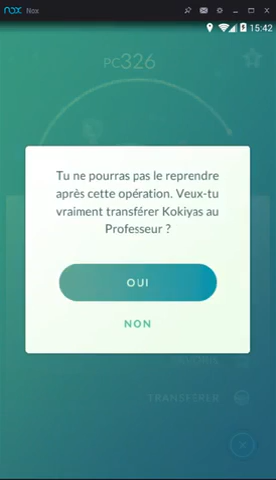 nox Nox
15:42
PC326
Tu ne pourras pas le reprendre
après cette opération. Veux-tu
vraiment transférer Kokiyas au
Professeur ?
OUI
NON
TRANSFÉRER